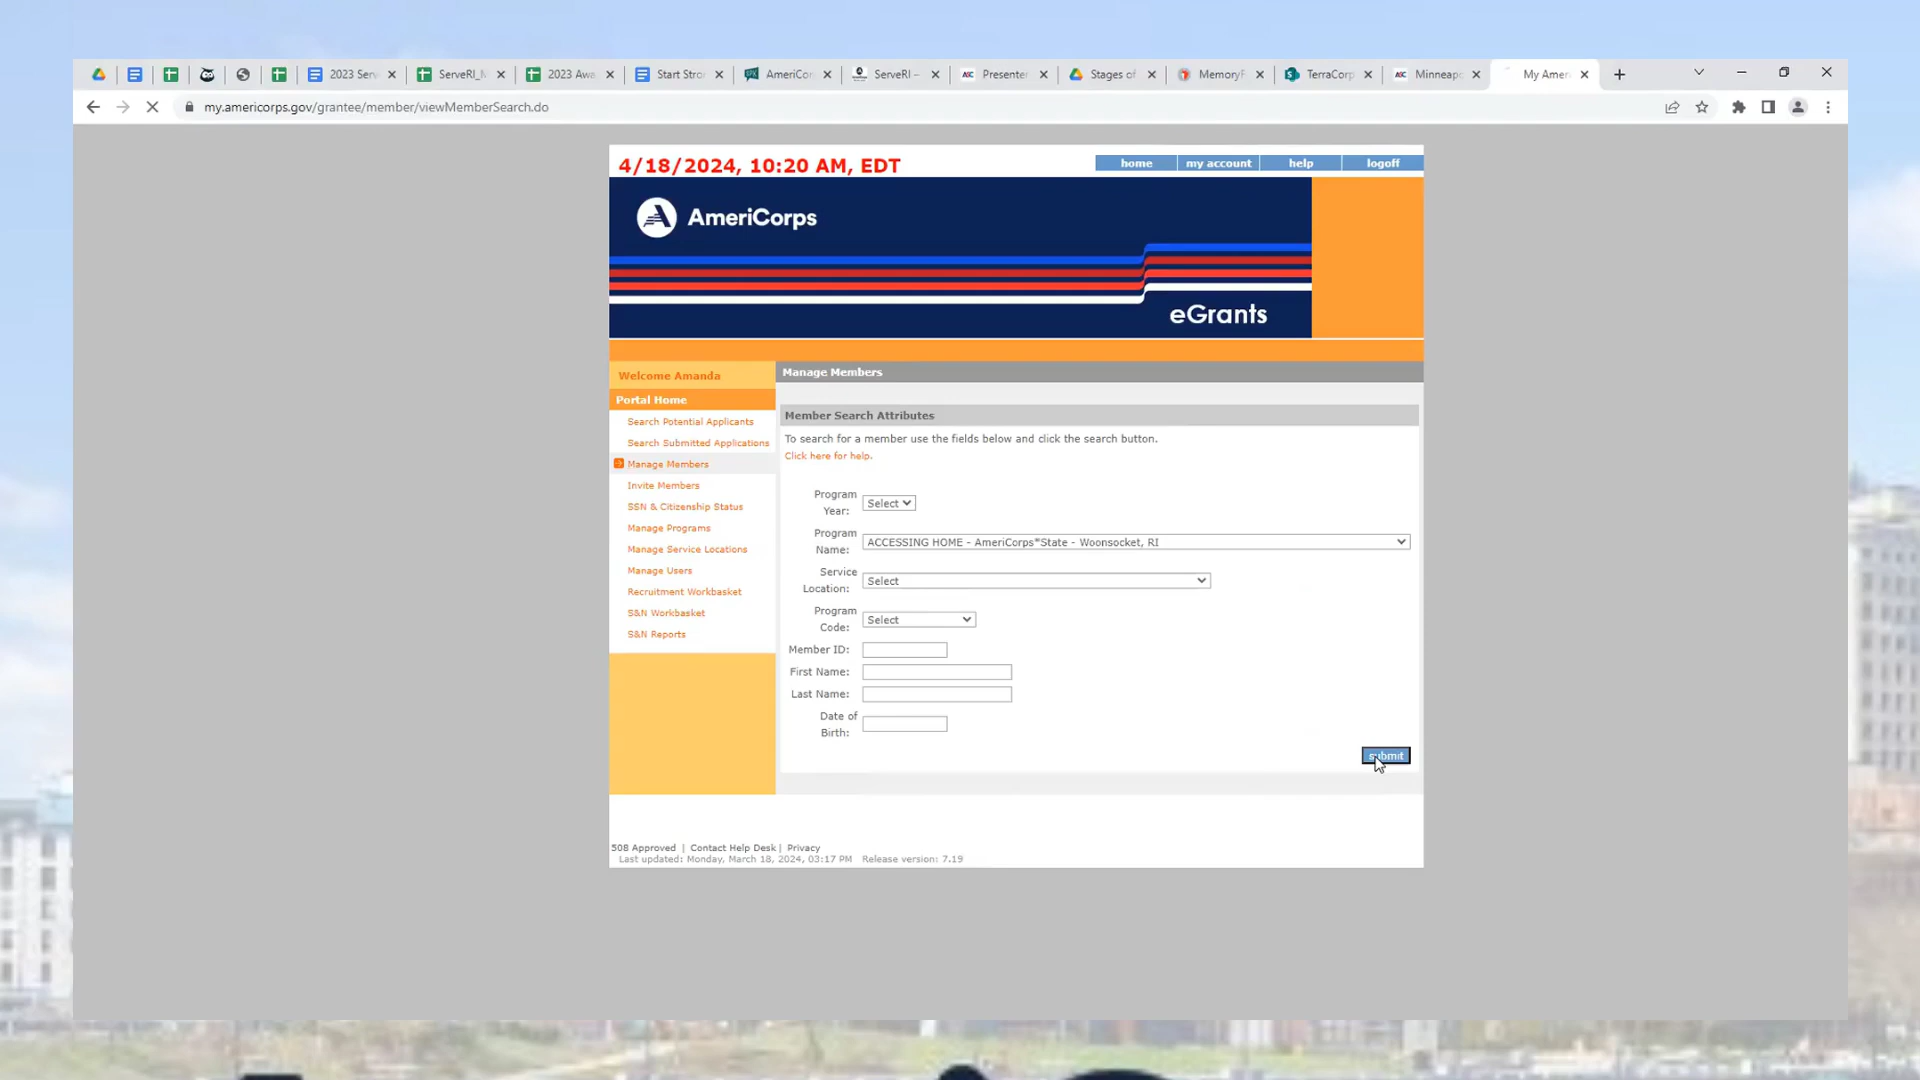 2023 Serv
ServeRI_M
2023 Awa
Start Stro
AmeriCor
ServeRI –
Presenter
Stages of
MemoryF
TerraCorp
Minneap
My Amer
my.americorps.gov/grantee/member/viewMemberSearch.do
4/18/2024, 10:20 AM, EDT
home
my account
help
logoff
AmeriCorps
eGrants
Welcome Amanda
Portal Home
Search Potential Applicants
Search Submitted Applications
Manage Members
Invite Members
SSN & Citizenship Status
Manage Programs
Manage Service Locations
Manage Users
Recruitment Workbasket
S&N Workbasket
S&N Reports
Manage Members
Member Search Attributes
To search for a member use the fields below and click the search button.
Click here for help.
Program
Year:
Select
Program
Name:
ACCESSING HOME - AmeriCorps*State - Woonsocket, RI
Service
Location:
Select
Program
Code:
Select
Member ID:
First Name:
Last Name:
Date of
Birth:
submit
508 Approved | Contact Help Desk | Privacy
Last updated: Monday, March 18, 2024, 03:17 PM Release version: 7.19